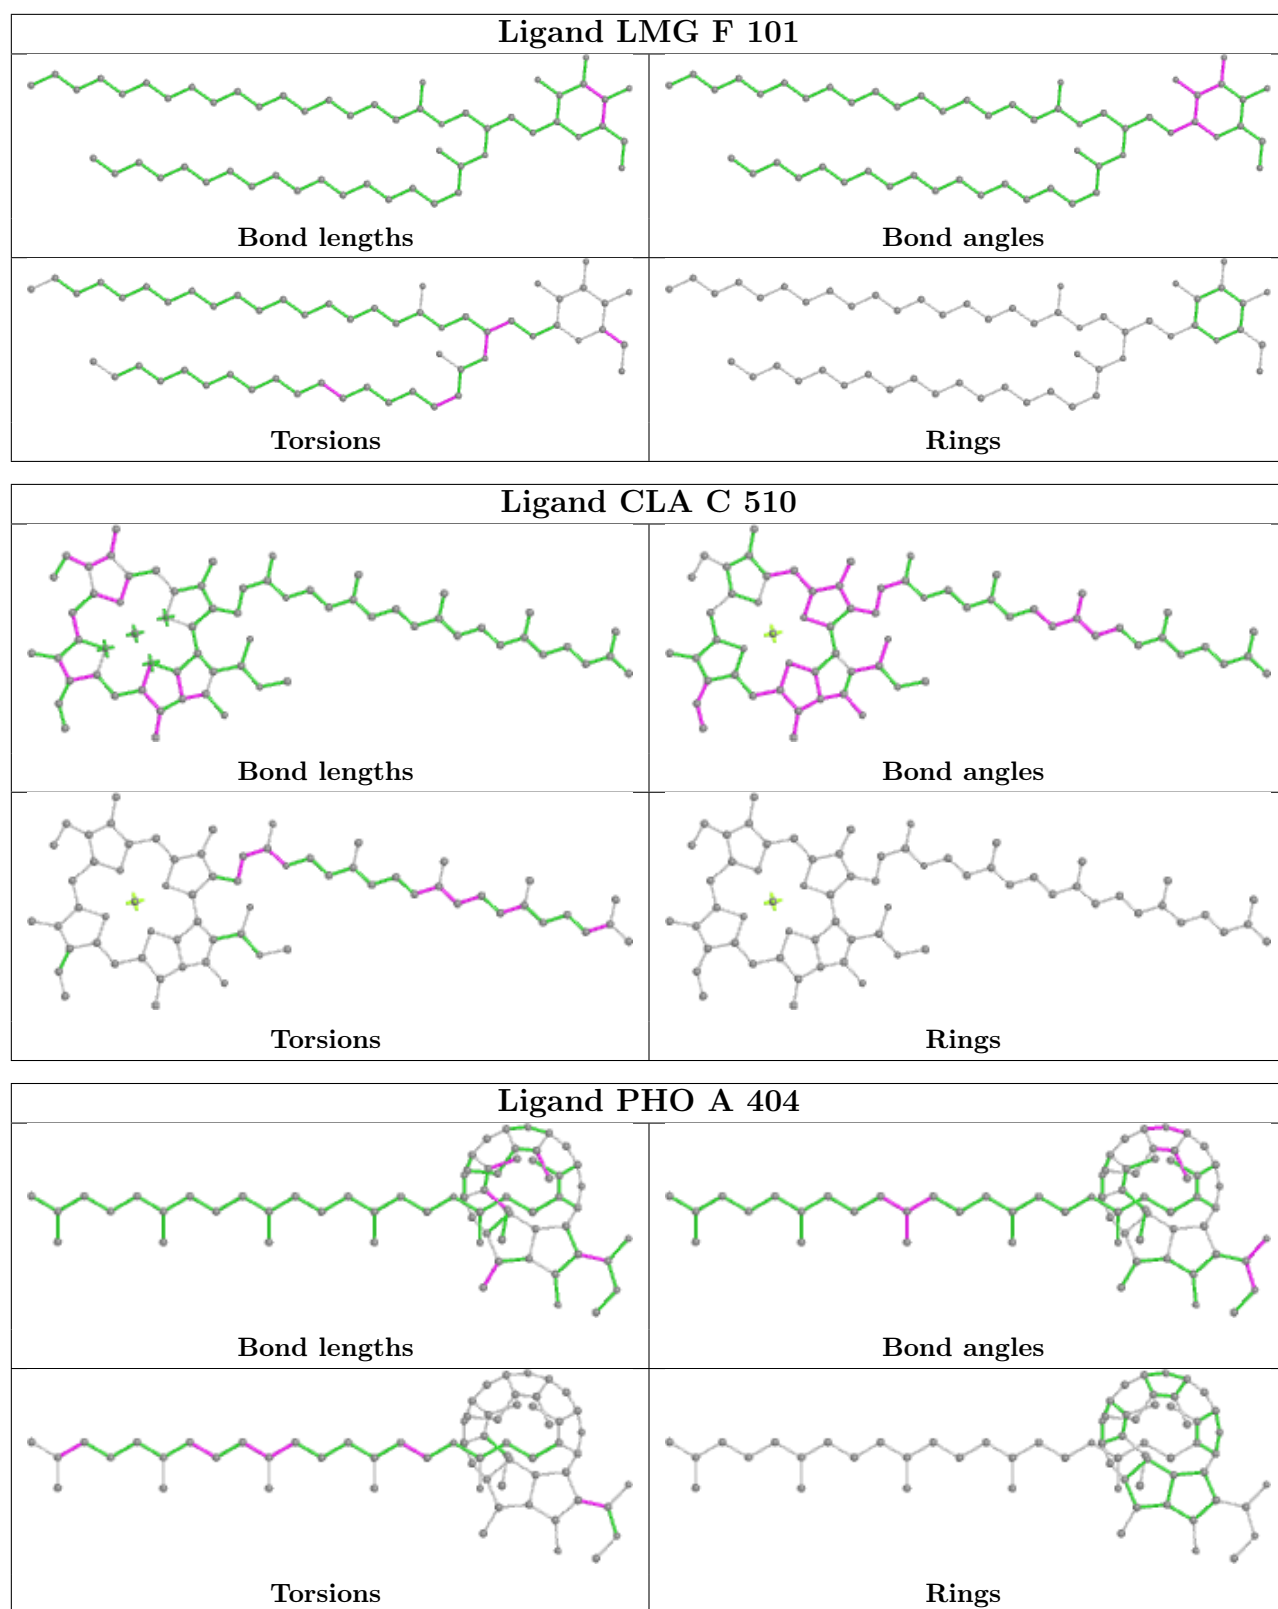 Ligand LMG F 101
Bond lengths
Bond angles
Torsions
Rings
Ligand CLA C 510
Bond lengths
Bond angles
Torsions
Rings
Ligand PHO A 404
Bond lengths
Bond angles
Torsions
Rings